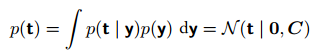 p(t) = ∫ p(t | y)p(y) dy = 𝒩(t | 0, C)